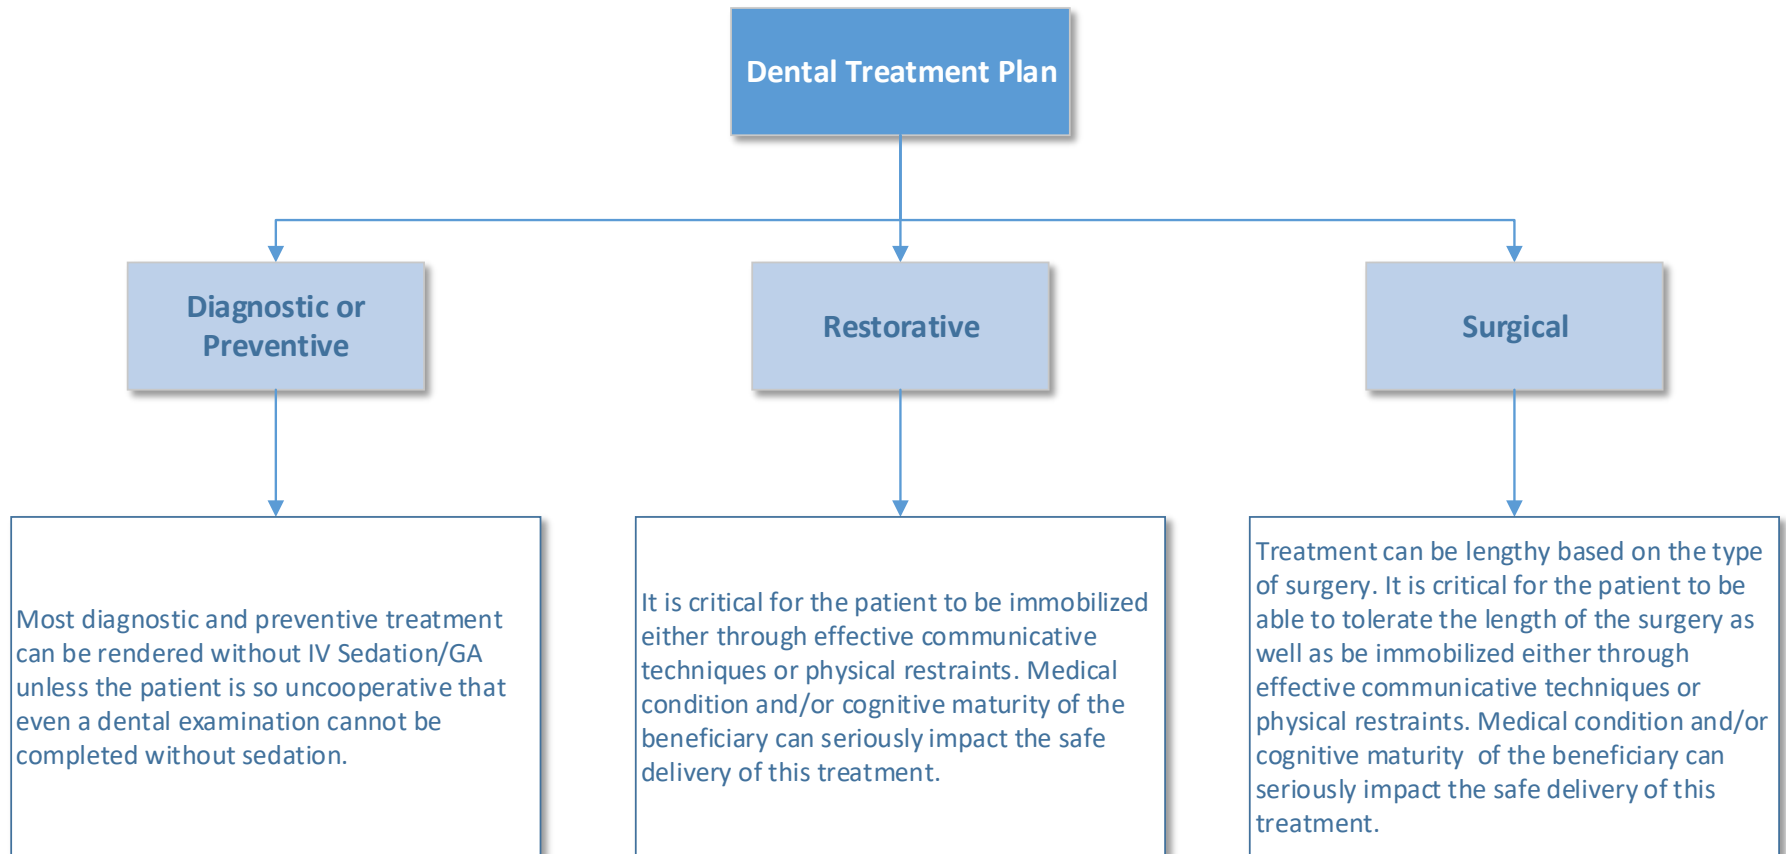 Dental Treatment Plan
Diagnostic or
Preventive
Restorative
Surgical
Most diagnostic and preventive treatment
can be rendered without IV Sedation/GA
unless the patient is so uncooperative that
even a dental examination cannot be
completed without sedation.
It is critical for the patient to be immobilized
either through effective communicative
techniques or physical restraints. Medical
condition and/or cognitive maturity of the
beneficiary can seriously impact the safe
delivery of this treatment.
Treatment can be lengthy based on the type
of surgery. It is critical for the patient to be
able to tolerate the length of the surgery as
well as be immobilized either through
effective communicative techniques or
physical restraints. Medical condition and/or
cognitive maturity of the beneficiary can
seriously impact the safe delivery of this
treatment.